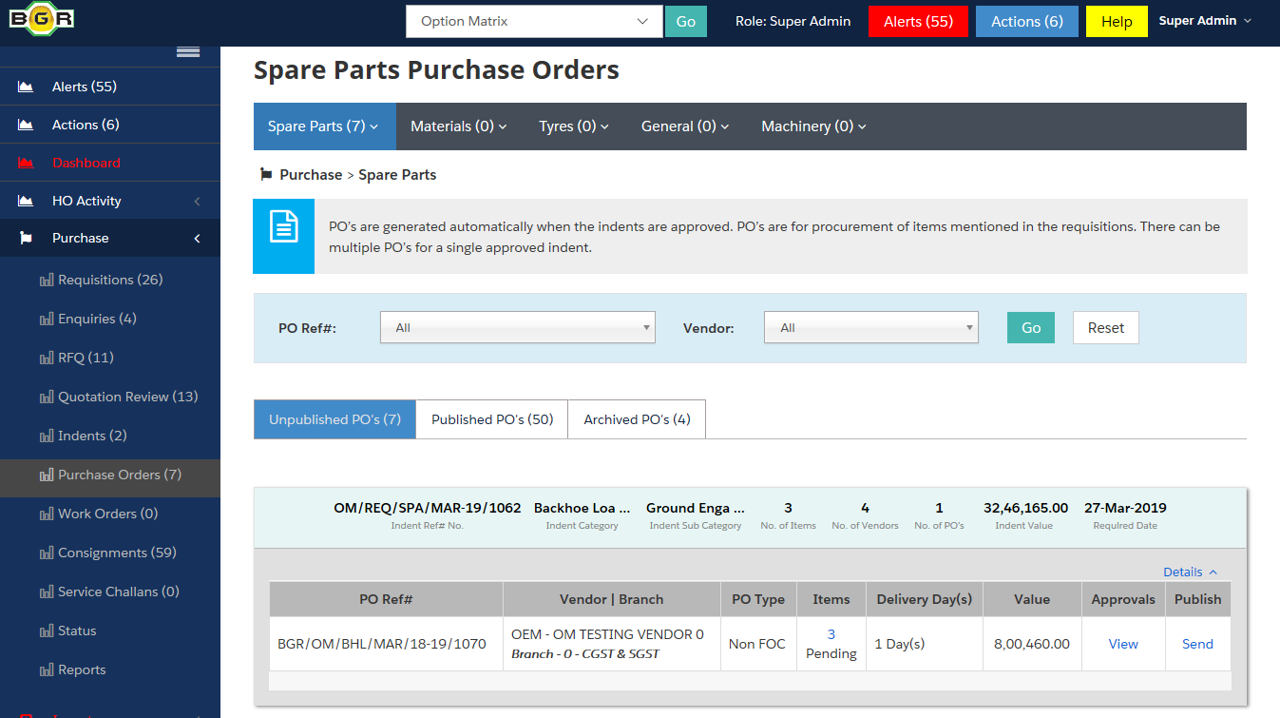 BGR
Option Matrix
Go
Role: Super Admin
Alerts (55)
Actions (6)
Help
Super Admin
Alerts (55)
Actions (6)
Dashboard
HO Activity
Purchase
Requisitions (26)
Enquiries (4)
RFQ (11)
Quotation Review (13)
Indents (2)
Purchase Orders (7)
Work Orders (0)
Consignments (59)
Service Challans (0)
Status
Reports
Spare Parts Purchase Orders
Spare Parts (7)
Materials (0)
Tyres (0)
General (0)
Machinery (0)
Purchase > Spare Parts
PO's are generated automatically when the indents are approved. PO's are for procurement of items mentioned in the requisitions. There can be
multiple PO's for a single approved indent.
PO Ref#:
All
Vendor:
All
Go
Reset
Unpublished PO's (7)
Published PO's (50)
Archived PO's (4)
OM/REQ/SPA/MAR-19/1062
Indent Ref# No.
Backhoe Loa ...
Indent Category
Ground Enga ...
Indent Sub Category
3
No. of Items
4
No. of Vendors
1
No. of PO's
32,46,165.00
Indent Value
27-Mar-2019
Required Date
Details
PO Ref#
Vendor | Branch
PO Type
Items
Delivery Day(s)
Value
Approvals
Publish
BGR/OM/BHL/MAR/18-19/1070
OEM - OM TESTING VENDOR 0
Branch - 0 - CGST & SGST
Non FOC
3
Pending
1 Day(s)
8,00,460.00
View
Send